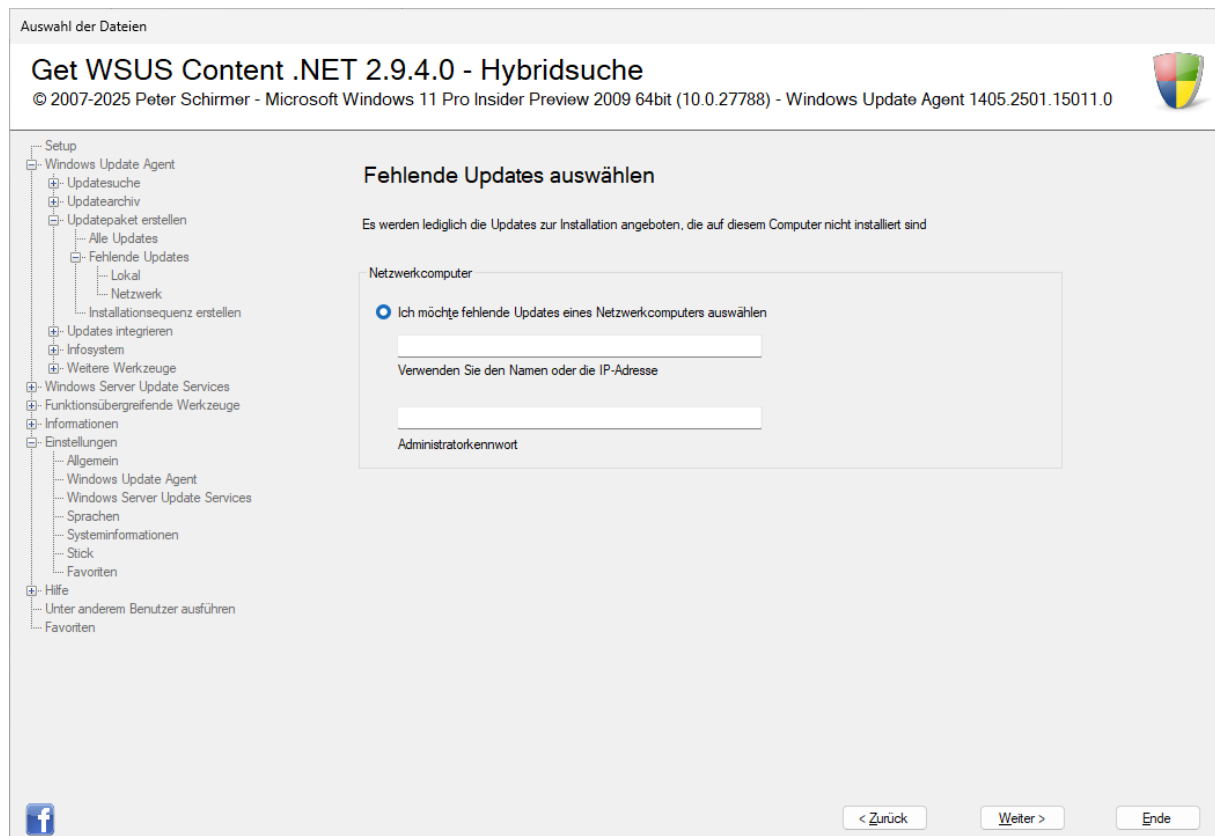 Auswahl der Dateien
Get WSUS Content .NET 2.9.4.0 - Hybridsuche
© 2007-2025 Peter Schirmer - Microsoft Windows 11 Pro Insider Preview 2009 64bit (10.0.27788) - Windows Update Agent 1405.2501.15011.0
Setup
Windows Update Agent
Updatesuche
Updatearchiv
Updatepaket erstellen
Alle Updates
Fehlende Updates
Lokal
Netzwerk
Installationsequenz erstellen
Updates integrieren
Infosystem
Weitere Werkzeuge
Windows Server Update Services
Funktionsübergreifende Werkzeuge
Informationen
Einstellungen
Allgemein
Windows Update Agent
Windows Server Update Services
Sprachen
Systeminformationen
Stick
Favoriten
Hilfe
Unter anderem Benutzer ausführen
Favoriten
Fehlende Updates auswählen
Es werden lediglich die Updates zur Installation angeboten, die auf diesem Computer nicht installiert sind
Netzwerkcomputer
Ich möchte fehlende Updates eines Netzwerkcomputers auswählen
Verwenden Sie den Namen oder die IP-Adresse
Administratorkennwort
f
< Zurück
Weiter >
Ende